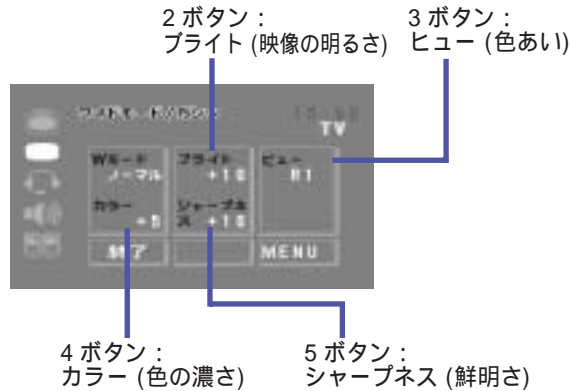 2 ボタン：
ブライト (映像の明るさ)
3 ボタン：
ヒュー (色あい)
TV
Wモード
ノーマル
ブライト
+10
ヒュー
R1
カラー
シャープネ
ス +10
終了
MENU
4 ボタン：
カラー (色の濃さ)
5 ボタン：
シャープネス (鮮明さ)